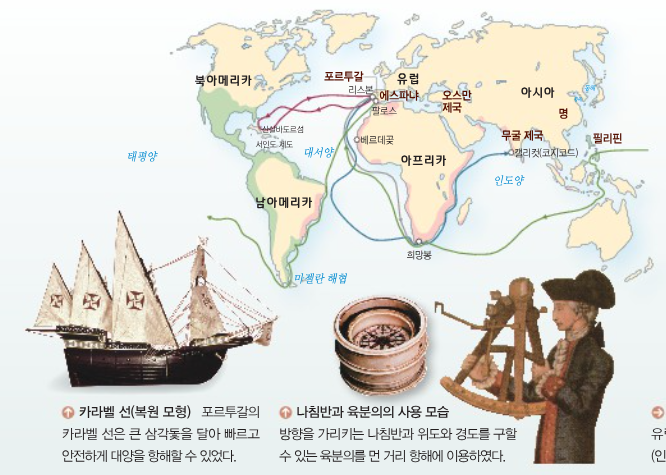 북아메리카
포르투갈
유럽
리스본
에스파냐
팔로스
오스만
제국
아시아
명
산살바도르섬
서인도 제도
대서양
베르데곶
무굴 제국
캘리컷(코지코드)
필리핀
태평양
아프리카
인도양
남아메리카
희망봉
마젤란 해협
카라벨 선(복원 모형) 포르투갈의
카라벨 선은 큰 삼각돛을 달아 빠르고
안전하게 대양을 항해할 수 있었다.
나침반과 육분의의 사용 모습
방향을 가리키는 나침반과 위도와 경도를 구할
수 있는 육분의를 먼 거리 항해에 이용하였다.
유럽
(인